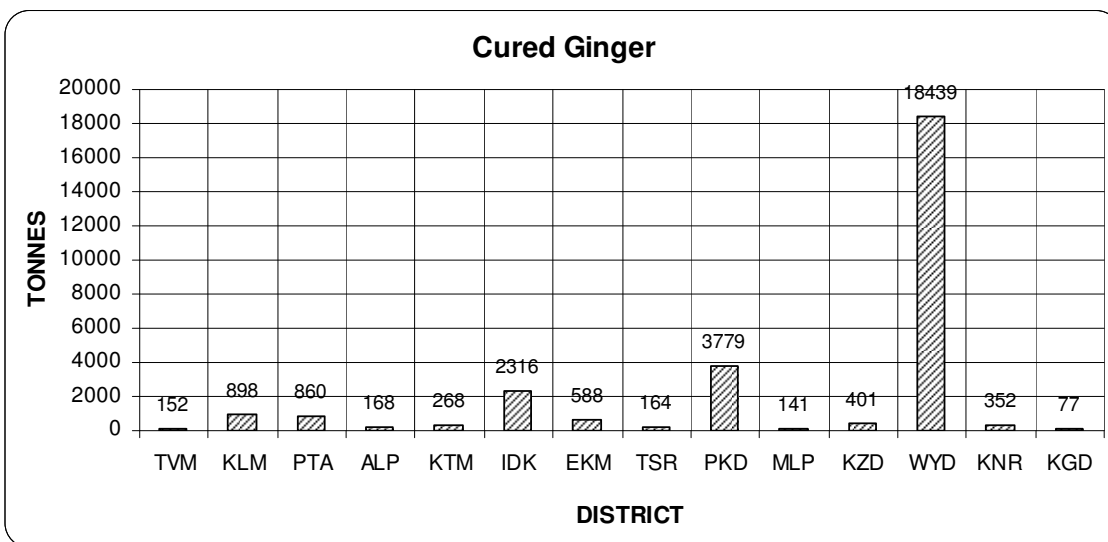 Cured Ginger
20000
18000
16000
14000
12000
10000
8000
6000
4000
2000
0
TONNES
152 898 860 168 268 2316 588 164 3779 141 401 18439 352 77
TVM KLM PTA ALP KTM IDK EKM TSR PKD MLP KZD WYD KNR KGD
DISTRICT